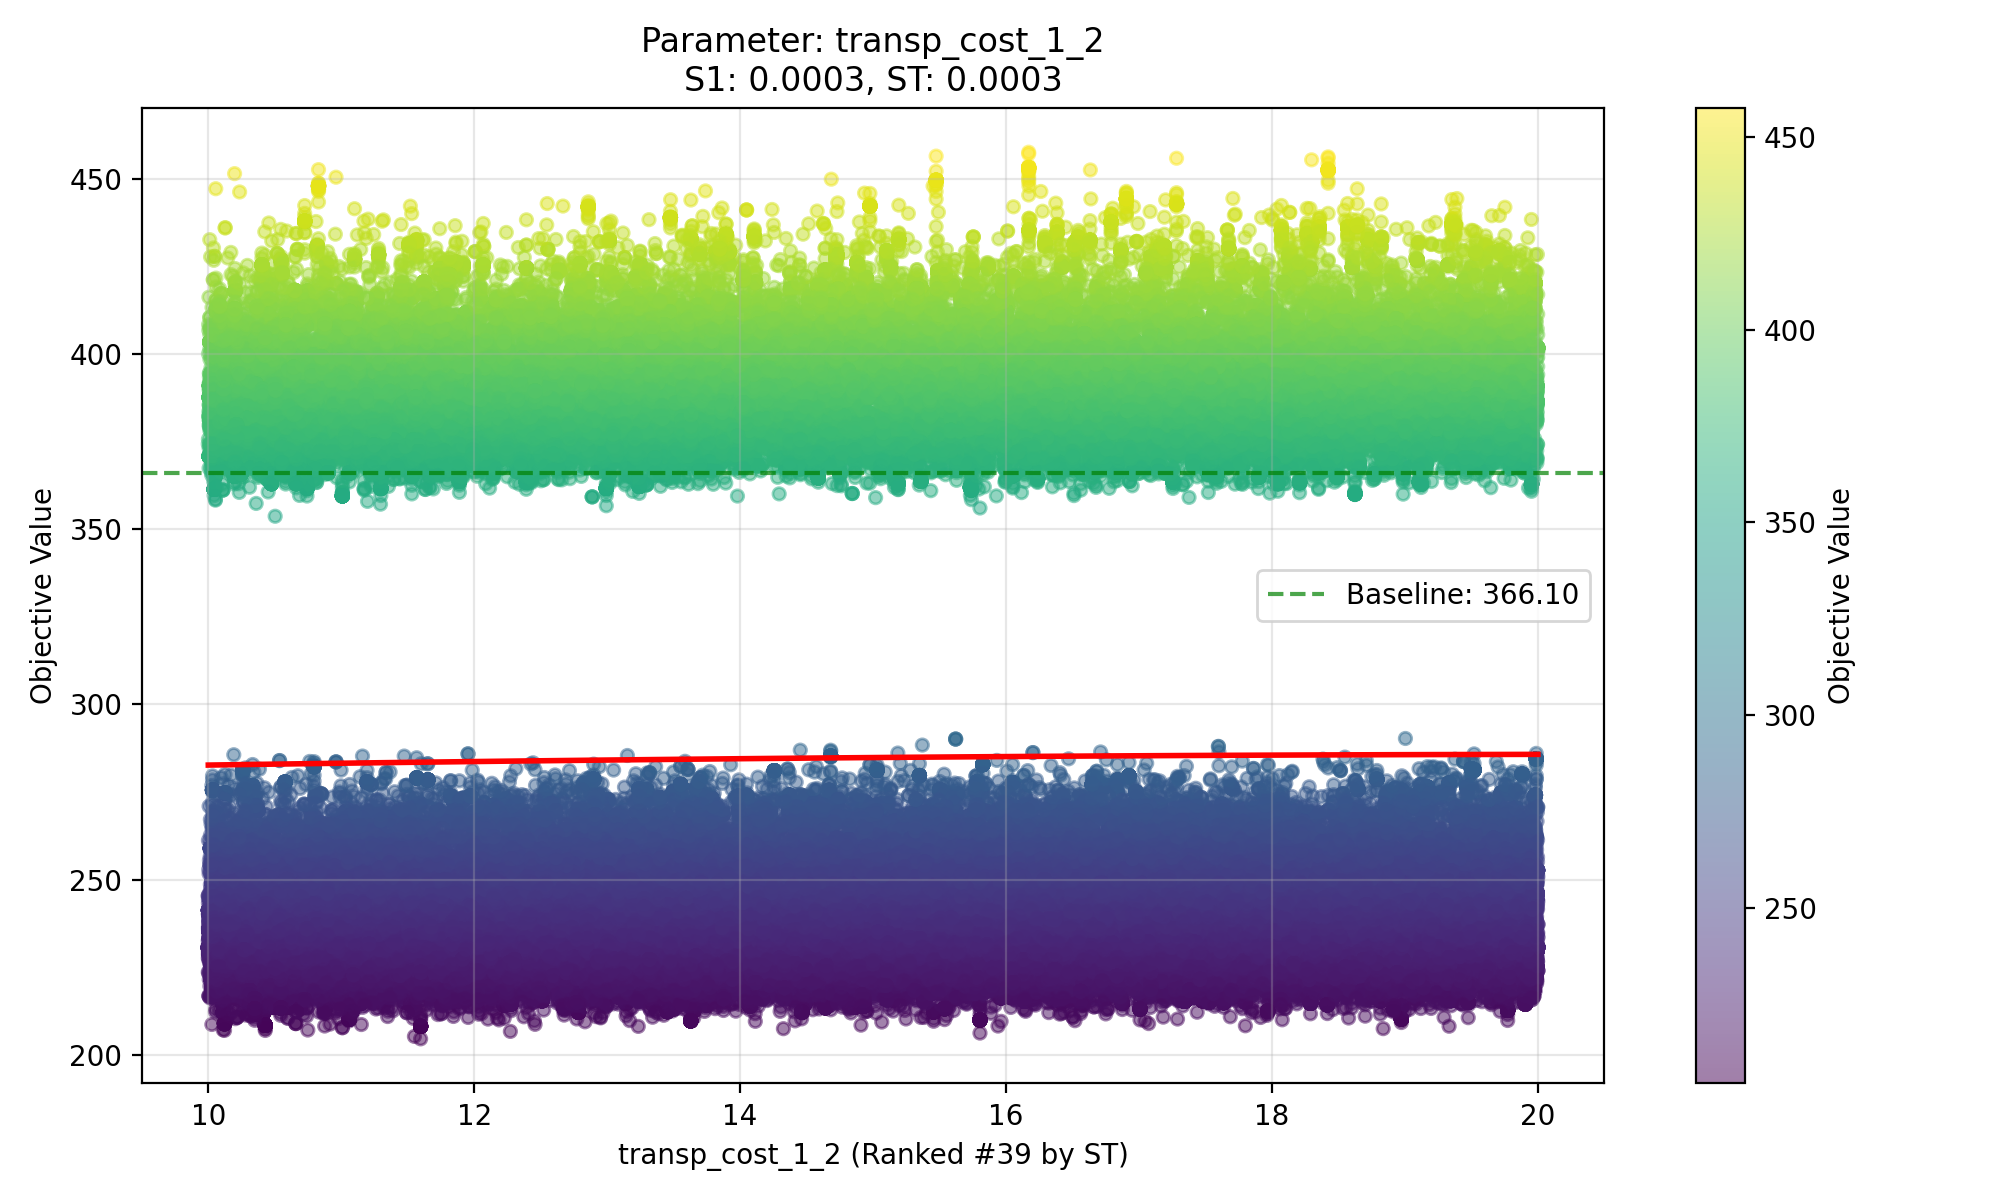 Parameter: transp_cost_1_2
S1: 0.0003, ST: 0.0003
Objective Value
450
400
350
300
250
200
Baseline: 366.10
10
12
14
16
18
20
transp_cost_1_2 (Ranked #39 by ST)
450
400
350
300
250
Objective Value